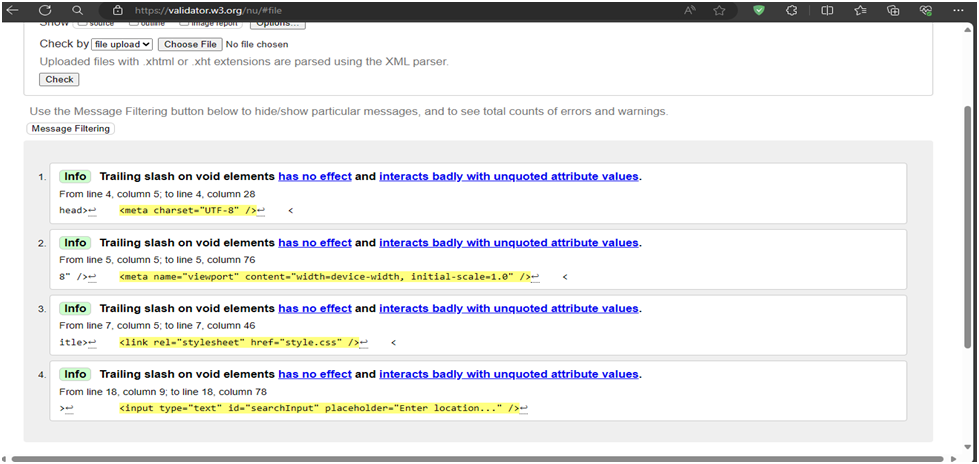 https://validator.w3.org/nu/#file
Show source outline image report Options...
Check by file upload Choose File No file chosen
Uploaded files with .xhtml or .xht extensions are parsed using the XML parser.
Check
Use the Message Filtering button below to hide/show particular messages, and to see total counts of errors and warnings.
Message Filtering
1. Info Trailing slash on void elements has no effect and interacts badly with unquoted attribute values.
From line 4, column 5; to line 4, column 28
head>↩ <meta charset="UTF-8" />↩ <
2. Info Trailing slash on void elements has no effect and interacts badly with unquoted attribute values.
From line 5, column 5; to line 5, column 76
8" />↩ <meta name="viewport" content="width=device-width, initial-scale=1.0" />↩ <
3. Info Trailing slash on void elements has no effect and interacts badly with unquoted attribute values.
From line 7, column 5; to line 7, column 46
itle>↩ <link rel="stylesheet" href="style.css" />↩ <
4. Info Trailing slash on void elements has no effect and interacts badly with unquoted attribute values.
From line 18, column 9; to line 18, column 78
>↩ <input type="text" id="searchInput" placeholder="Enter location..." />↩